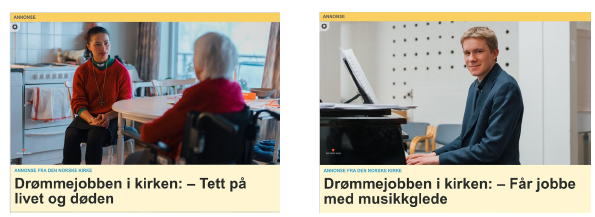 ANNONSE
ANNONSE FRA DEN NORSKE KIRKE
Drømmejobben i kirken: – Tett på
livet og døden
ANNONSE
ANNONSE FRA DEN NORSKE KIRKE
Drømmejobben i kirken: – Får jobbe
med musikkglede